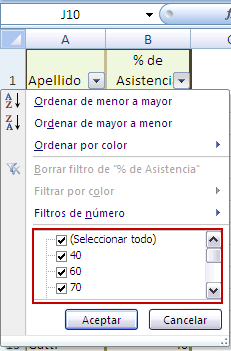 J10
A B C
1 Apellido % de
Asistenci
Ordenar de menor a mayor
Ordenar de mayor a menor
Ordenar por color
Borrar filtro de "% de Asistencia"
Filtrar por color
Filtros de número
(Seleccionar todo)
40
60
70
Aceptar Cancelar